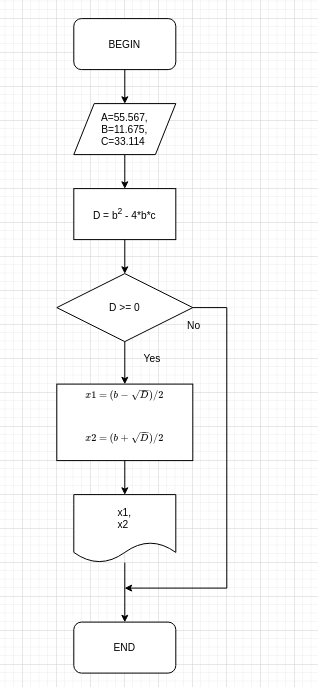 BEGIN
A=55.567,
B=11.675,
C=33.114
D = b² - 4*b*c
D >= 0
No
Yes
x1 = (b − √D)/2
x2 = (b + √D)/2
x1,
x2
END